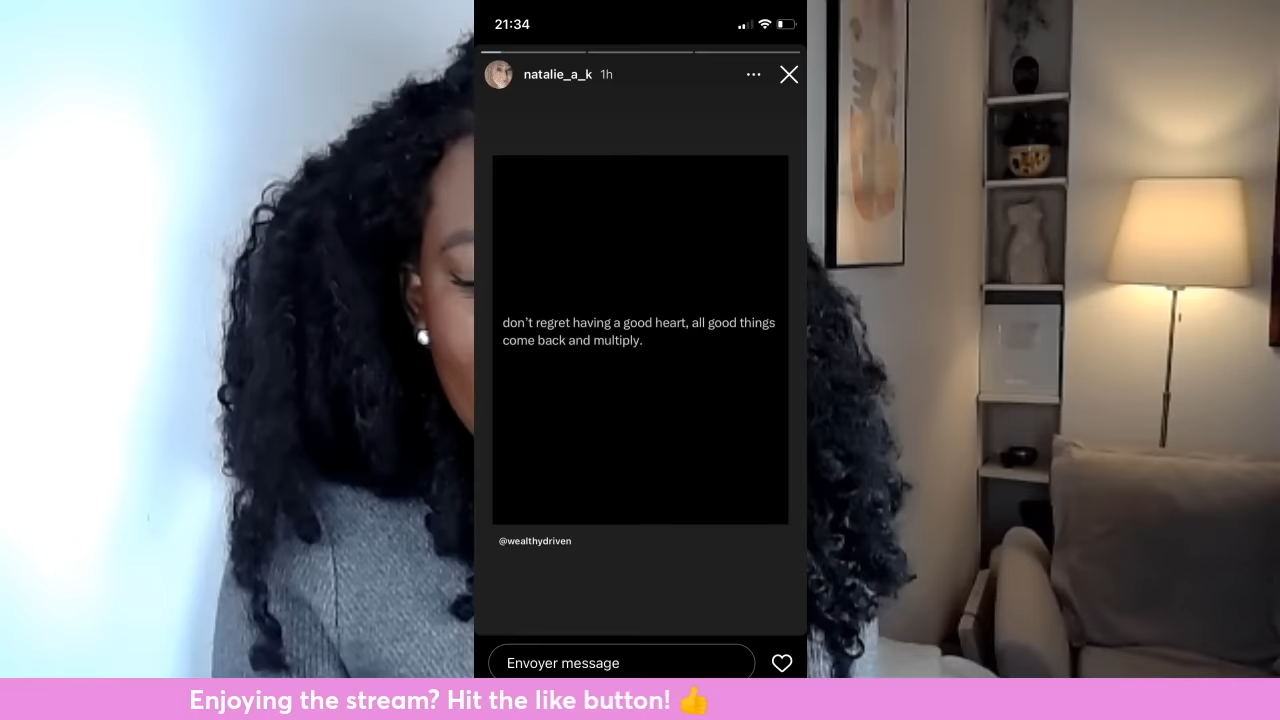 21:34
natalie_a_k 1h
don't regret having a good heart, all good things
come back and multiply.
@wealthydriven
Envoyer message
Enjoying the stream? Hit the like button! 👍